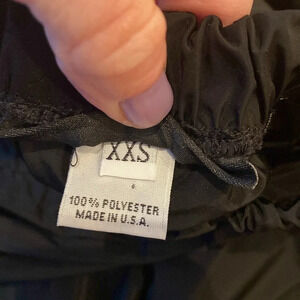 XXS
100% POLYESTER
MADE IN U.S.A.